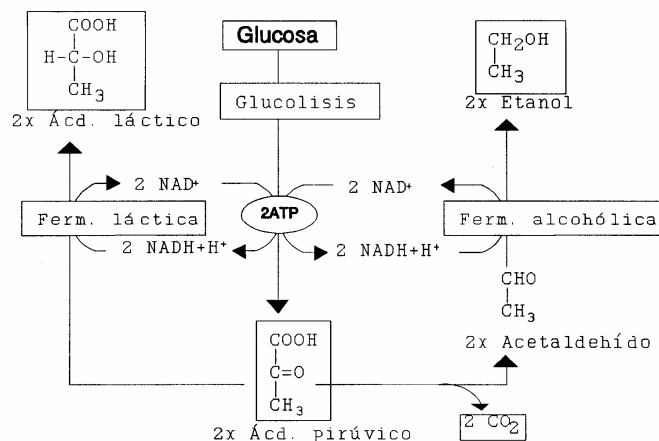 COOH
H-C-OH
CH₃
2x Ácd. láctico
Glucosa
Glucolisis
CH₂OH
CH₃
2x Etanol
2 NAD⁺
2 NAD⁺
Ferm. láctica
2ATP
Ferm. alcohólica
2 NADH+H⁺
2 NADH+H⁺
CHO
CH₃
2x Acetaldehído
COOH
C=O
CH₃
2x Ácd. pirúvico
2 CO₂